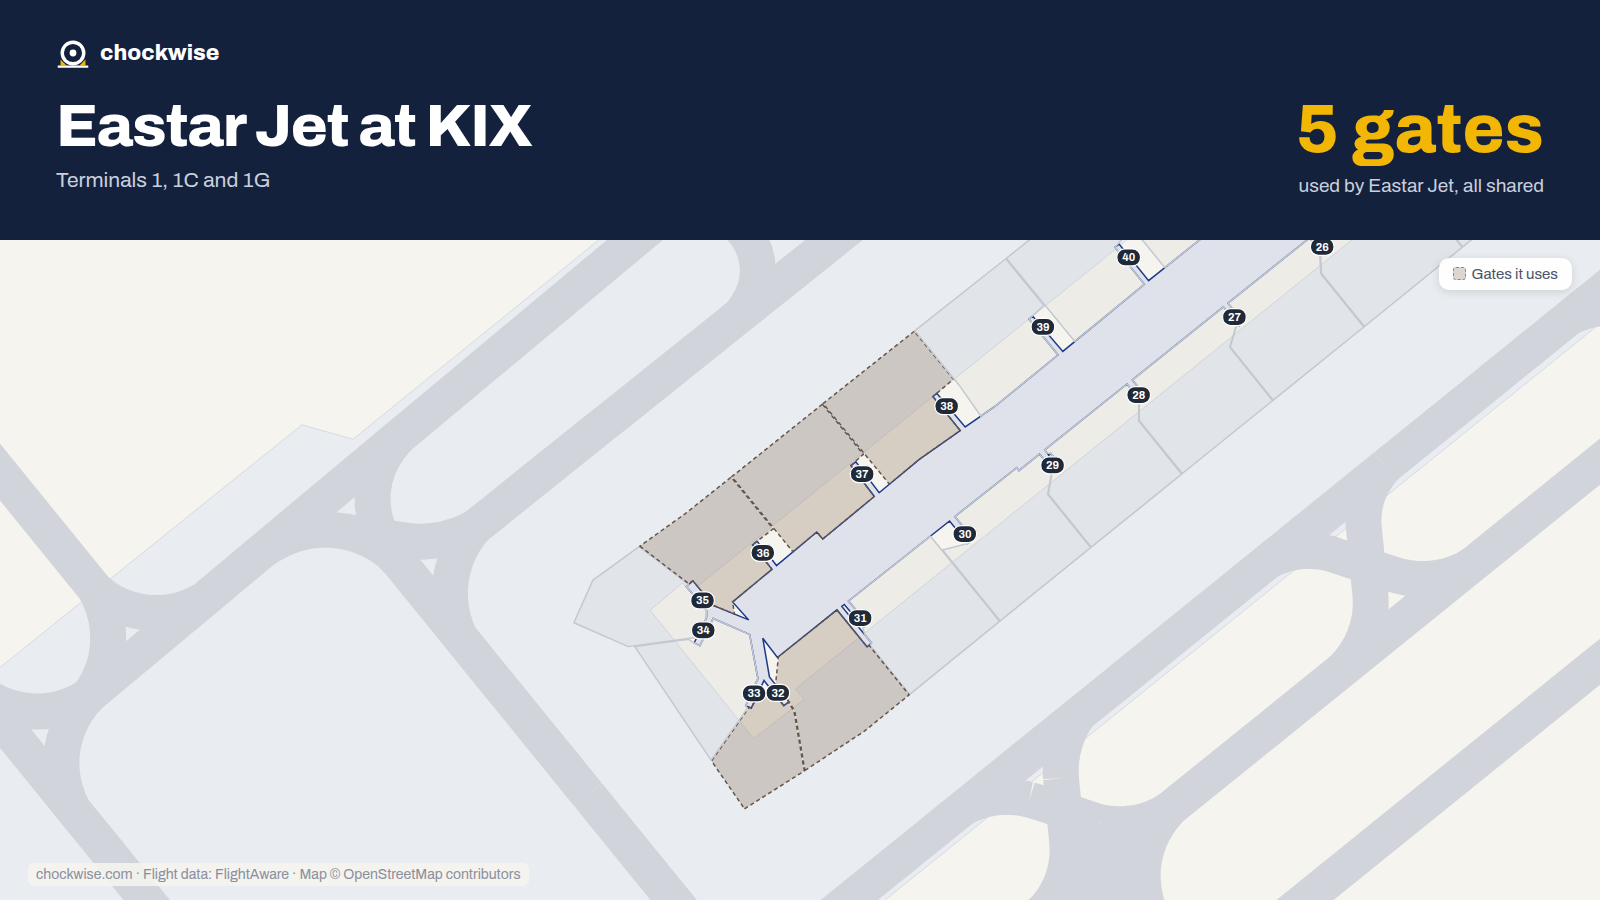 chockwise
Eastar Jet at KIX
Terminals 1, 1C and 1G
5 gates
used by Eastar Jet, all shared
Gates it uses
40
26
39
27
38
28
37
29
36
30
35
34
31
33
32
chockwise.com · Flight data: FlightAware · Map © OpenStreetMap contributors